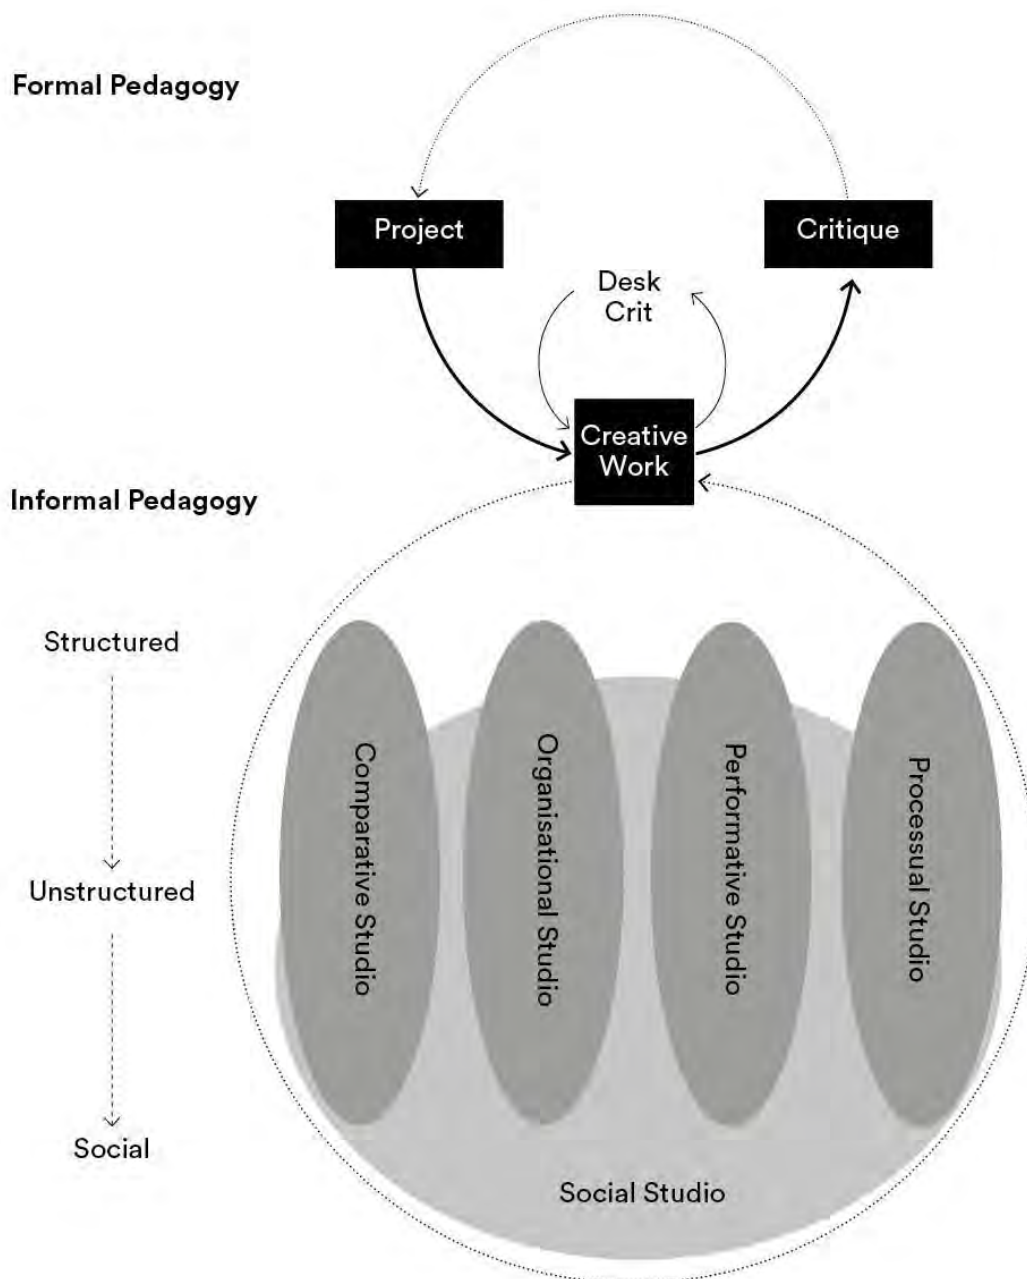 Formal Pedagogy
Project
Critique
Desk
Crit
Creative
Work
Informal Pedagogy
Structured
Unstructured
Social
Comparative Studio
Organisational Studio
Performative Studio
Processual Studio
Social Studio